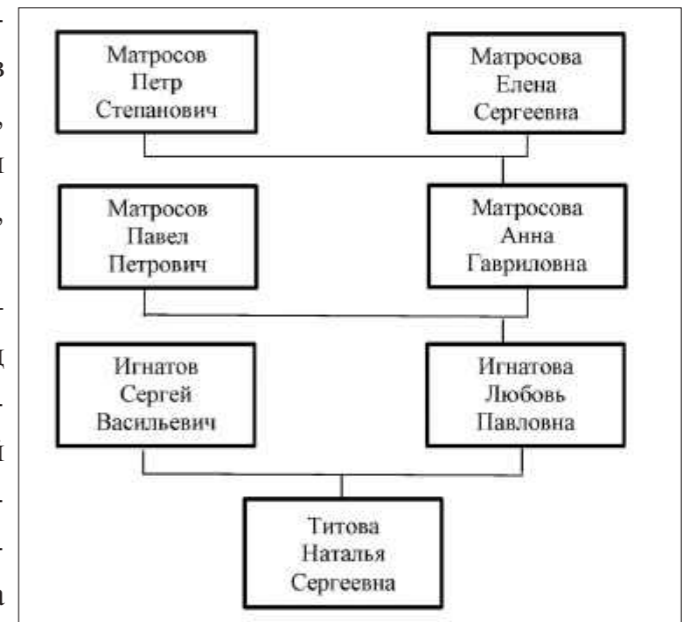 Матросов
Петр
Степанович
Матросова
Елена
Сергеевна
Матросов
Павел
Петрович
Матросова
Анна
Гавриловна
Игнатов
Сергей
Васильевич
Игнатова
Любовь
Павловна
Титова
Наталья
Сергеевна